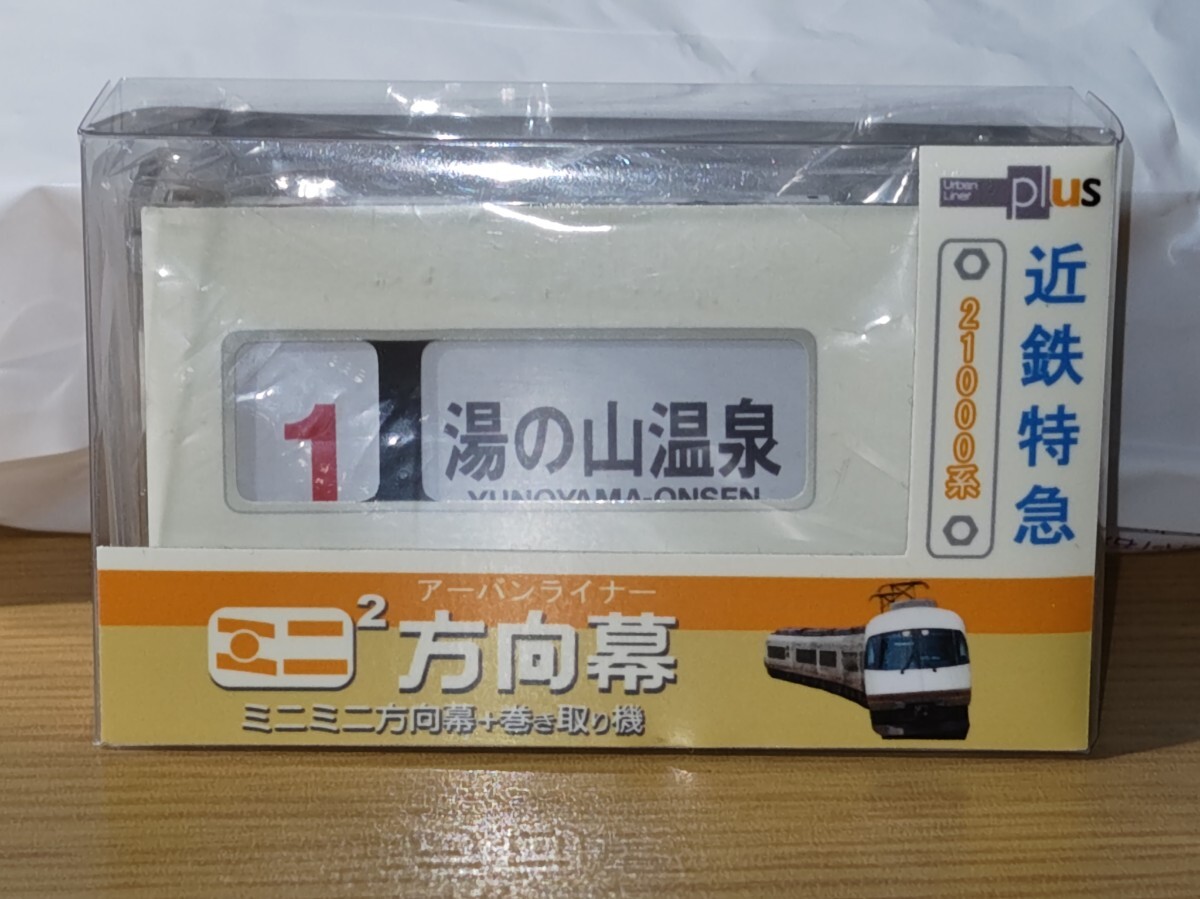 Urban
Liner
plus
近鉄特急
21000系
1
湯の山温泉
YUNOYAMA-ONSEN
アーバンライナー
ミニ2方向幕
ミニミニ方向幕+巻き取り機